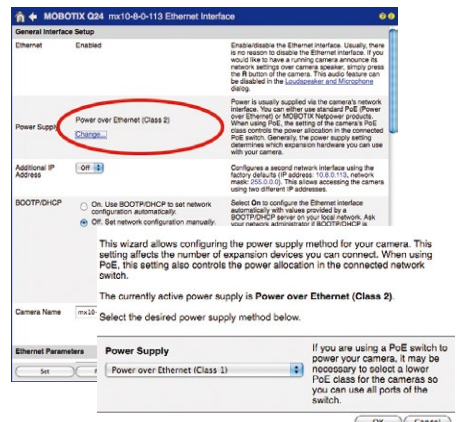 MOBOTIX Q24 mx10-8-0-113 Ethernet Interface
General Interface Setup
Ethernet
Enabled
Enable/disable the Ethernet interface. Usually, there
is no reason to disable the Ethernet interface. If you
would like to have a running camera announce its
network settings over camera speaker, simply press
the R button of the camera. This audio feature can
be disabled in the Loudspeaker and Microphone
dialog.
Power Supply
Power over Ethernet (Class 2)
Change...
Power is usually supplied via the camera's network
interface. You can either use standard PoE (Power
over Ethernet) or MOBOTIX Netpower products.
When using PoE, the setting of the camera's PoE
class controls the power allocation in the connected
PoE switch. Generally, the power supply setting
determines which expansion hardware you can use
with your camera.
Additional IP
Address
Off
Configures a second network interface using the
factory defaults (IP address: 10.8.0.113, network
mask: 255.0.0.0). This allows accessing the camera
using two different IP addresses.
BOOTP/DHCP
On. Use BOOTP/DHCP to set network
configuration automatically.
Off. Set network configuration manually.
Select On to configure the Ethernet interface
automatically with values provided by a
BOOTP/DHCP server on your local network. Ask
your network administrator if BOOTP/DHCP is
This wizard allows configuring the power supply method for your camera. This
setting affects the number of expansion devices you can connect. When using
PoE, this setting also controls the power allocation in the connected network
switch.
The currently active power supply is Power over Ethernet (Class 2).
Select the desired power supply method below.
Camera Name
mx10-
Ethernet Parameters
Set
Power Supply
Power over Ethernet (Class 1)
If you are using a PoE switch to
power your camera, it may be
necessary to select a lower
PoE class for the cameras so
you can use all ports of the
switch.
OK
Cancel